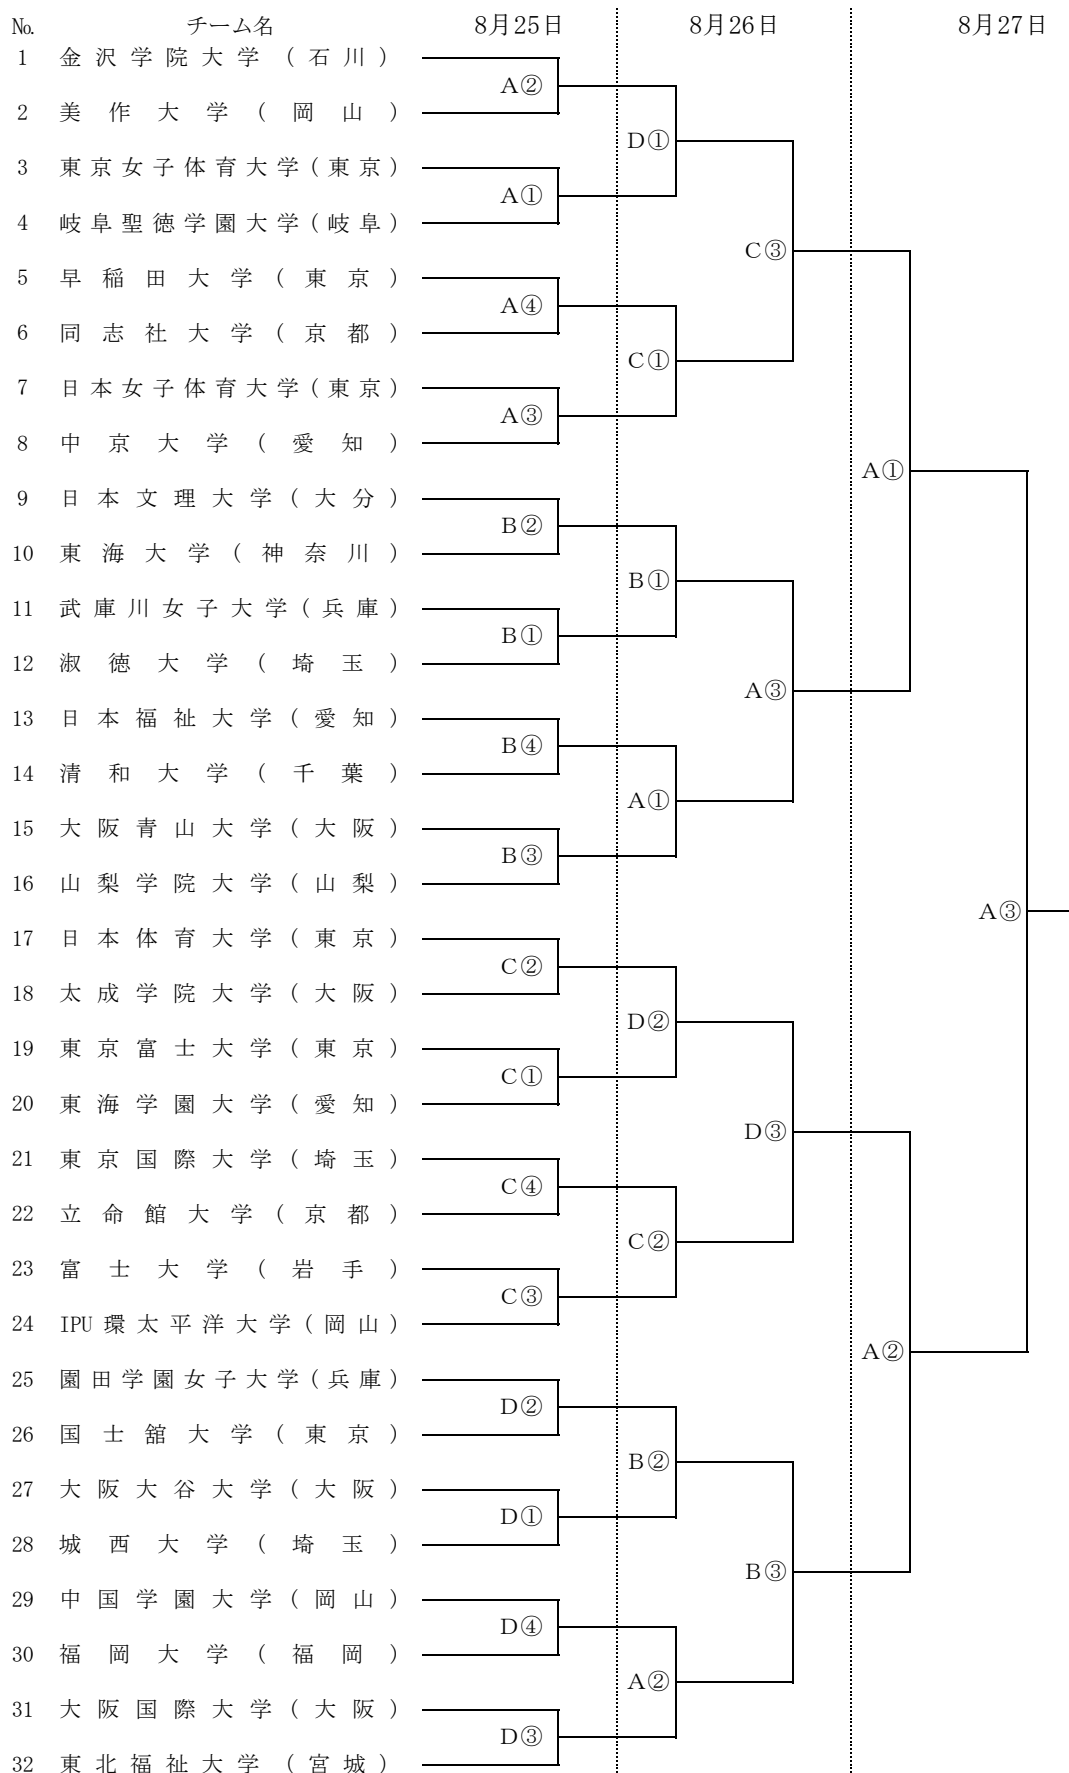 No. チーム名 8月25日 8月26日 8月27日
1 金沢学院大学(石川)
A②
2 美作大学(岡山)
D①
3 東京女子体育大学(東京)
A①
4 岐阜聖徳学園大学(岐阜)
C③
5 早稲田大学(東京)
A④
6 同志社大学(京都)
C①
7 日本女子体育大学(東京)
A③
8 中京大学(愛知)
A①
9 日本文理大学(大分)
B②
10 東海大学(神奈川)
B①
11 武庫川女子大学(兵庫)
B①
12 淑徳大学(埼玉)
A③
13 日本福祉大学(愛知)
B④
14 清和大学(千葉)
A①
15 大阪青山大学(大阪)
B③
16 山梨学院大学(山梨)
A③
17 日本体育大学(東京)
C②
18 太成学院大学(大阪)
D②
19 東京富士大学(東京)
C①
20 東海学園大学(愛知)
D③
21 東京国際大学(埼玉)
C④
22 立命館大学(京都)
C②
23 富士大学(岩手)
C③
24 IPU環太平洋大学(岡山)
A②
25 園田学園女子大学(兵庫)
D②
26 国士舘大学(東京)
B②
27 大阪大谷大学(大阪)
D①
28 城西大学(埼玉)
B③
29 中国学園大学(岡山)
D④
30 福岡大学(福岡)
A②
31 大阪国際大学(大阪)
D③
32 東北福祉大学(宮城)